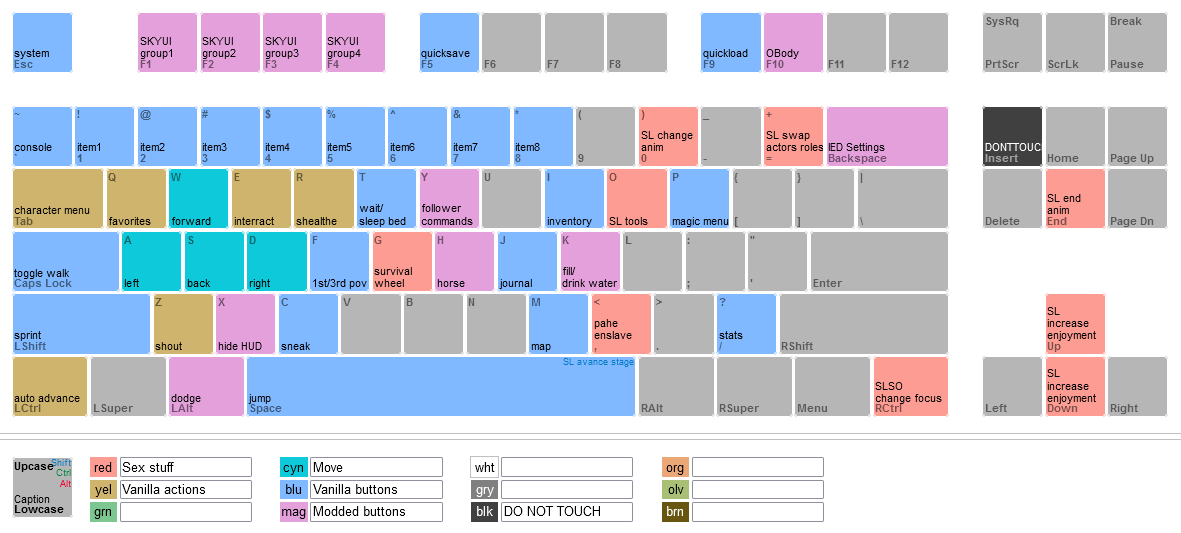 SysRq Break
system SKYUI group1 SKYUI group2 SKYUI group3 SKYUI group4 quicksave quickload OBody
Esc F1 F2 F3 F4 F5 F6 F7 F8 F9 F10 F11 F12 PrtScr ScrLk Pause
~ ! @ # $ % ^ & * ( ) _ +
console item1 item2 item3 item4 item5 item6 item7 item8 SL change anim SL swap actors roles IED Settings DONTTOUC
` 1 2 3 4 5 6 7 8 9 0 - = Backspace Insert Home Page Up
Q W E R T Y U I O P { } |
character menu favorites forward interract shealthe wait/ sleep bed follower commands inventory SL tools magic menu SL end anim
Tab [ ] \ Delete End Page Dn
A S D F G H J K L : "
toggle walk left back right 1st/3rd pov survival wheel horse journal fill/ drink water
Caps Lock ; ' Enter
Z X C V B N M < > ?
sprint shout hide HUD sneak map pahe enslave stats SL increase enjoyment
LShift , . / RShift Up
SL avance stage
auto advance dodge jump SLSO change focus SL increase enjoyment
LCtrl LSuper LAlt Space RAlt RSuper Menu RCtrl Left Down Right
Upcase Shift
Ctrl
Alt
Caption
Lowcase
red Sex stuff cyn Move wht org
yel Vanilla actions blu Vanilla buttons gry olv
grn mag Modded buttons blk DO NOT TOUCH brn